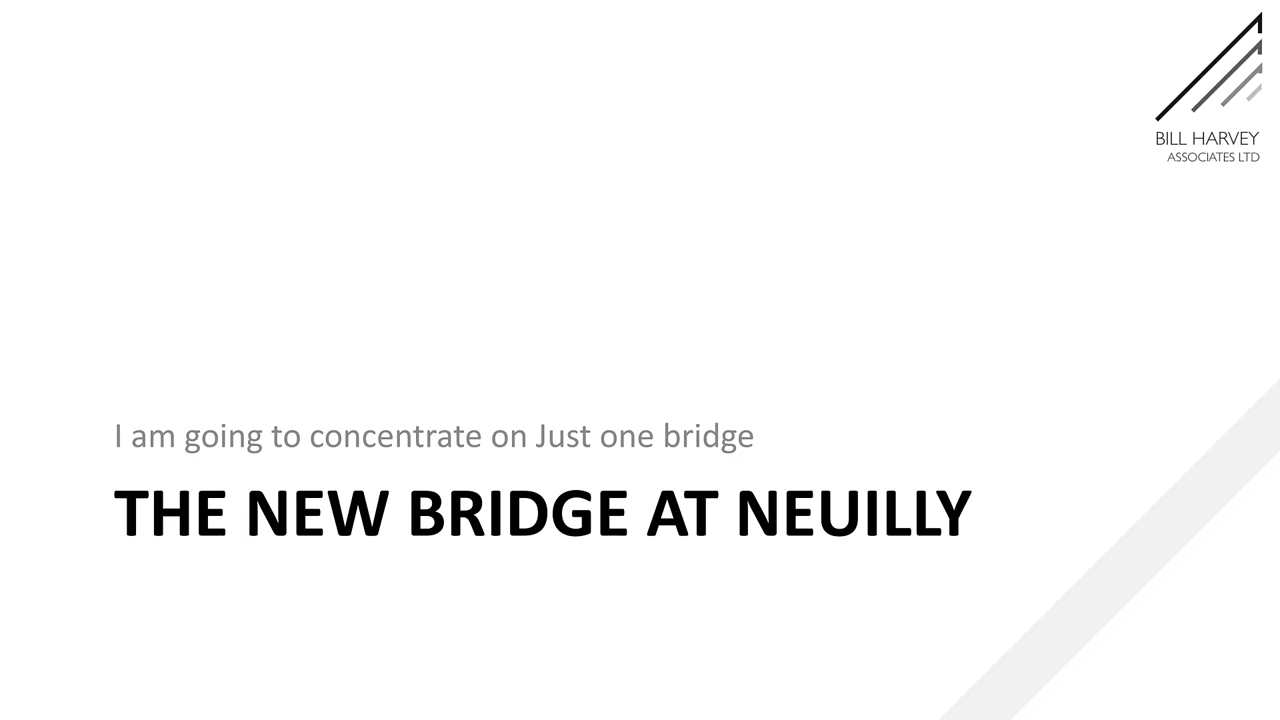 BILL HARVEY
ASSOCIATES LTD
I am going to concentrate on Just one bridge
THE NEW BRIDGE AT NEUILLY